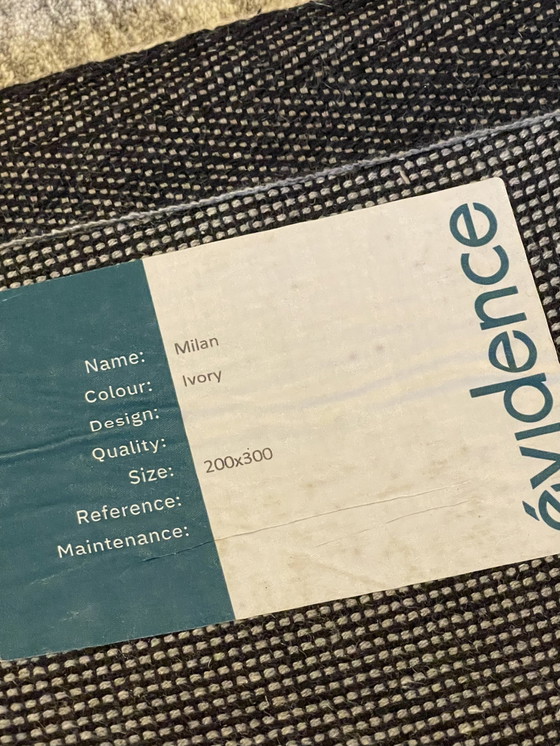 Name: Milan
Colour: Ivory
Design:
Quality:
Size: 200x300
Reference:
Maintenance:
évidence